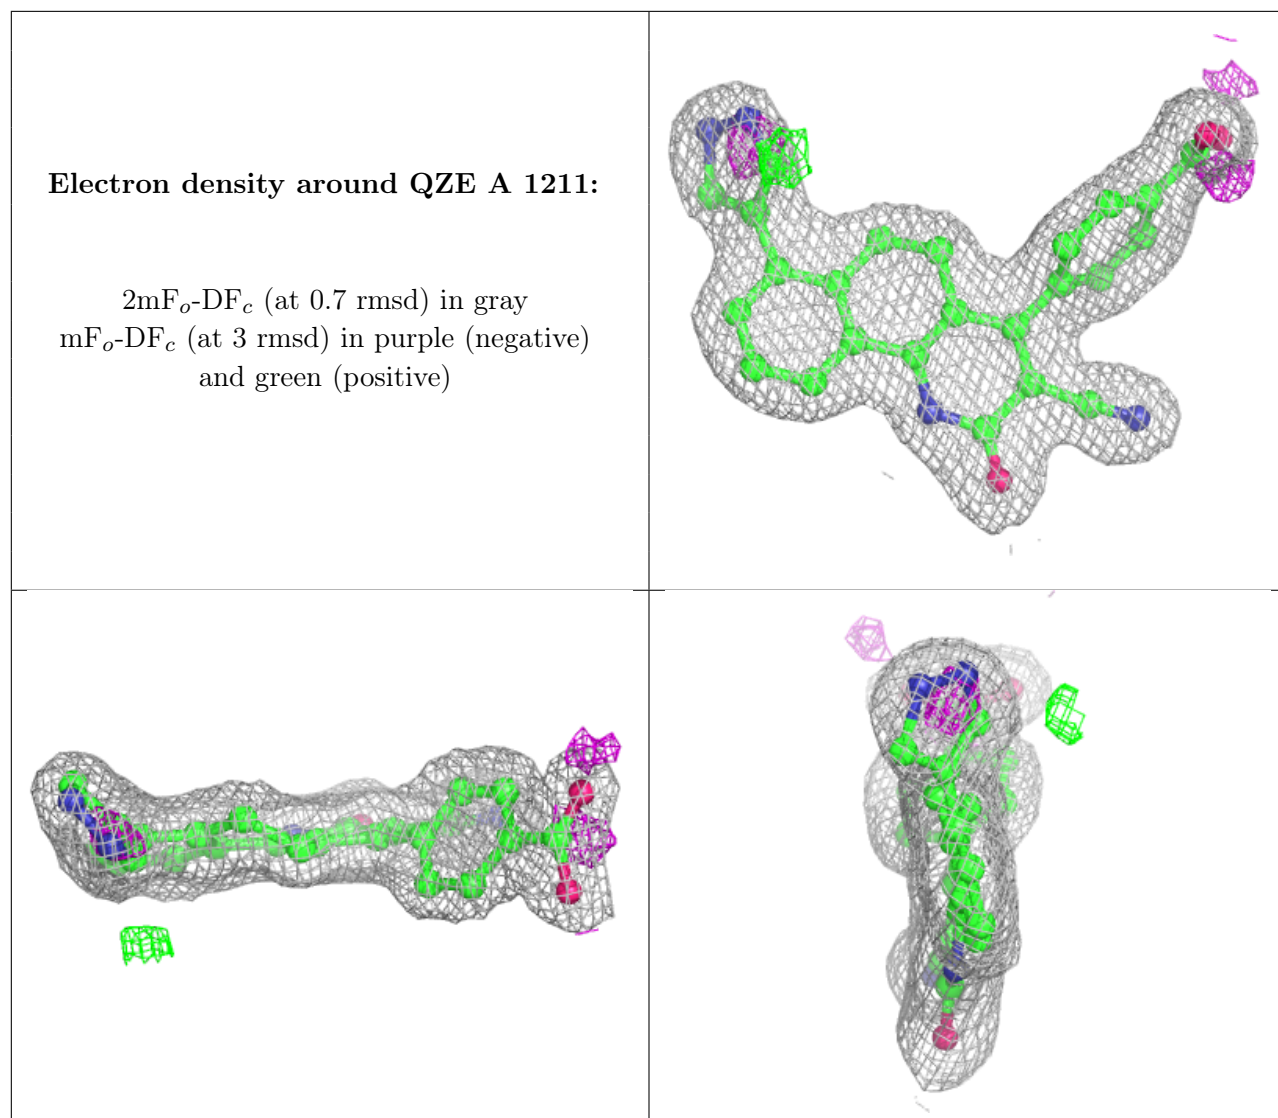 Electron density around QZE A 1211:
2mFo-DFc (at 0.7 rmsd) in gray
mFo-DFc (at 3 rmsd) in purple (negative)
and green (positive)